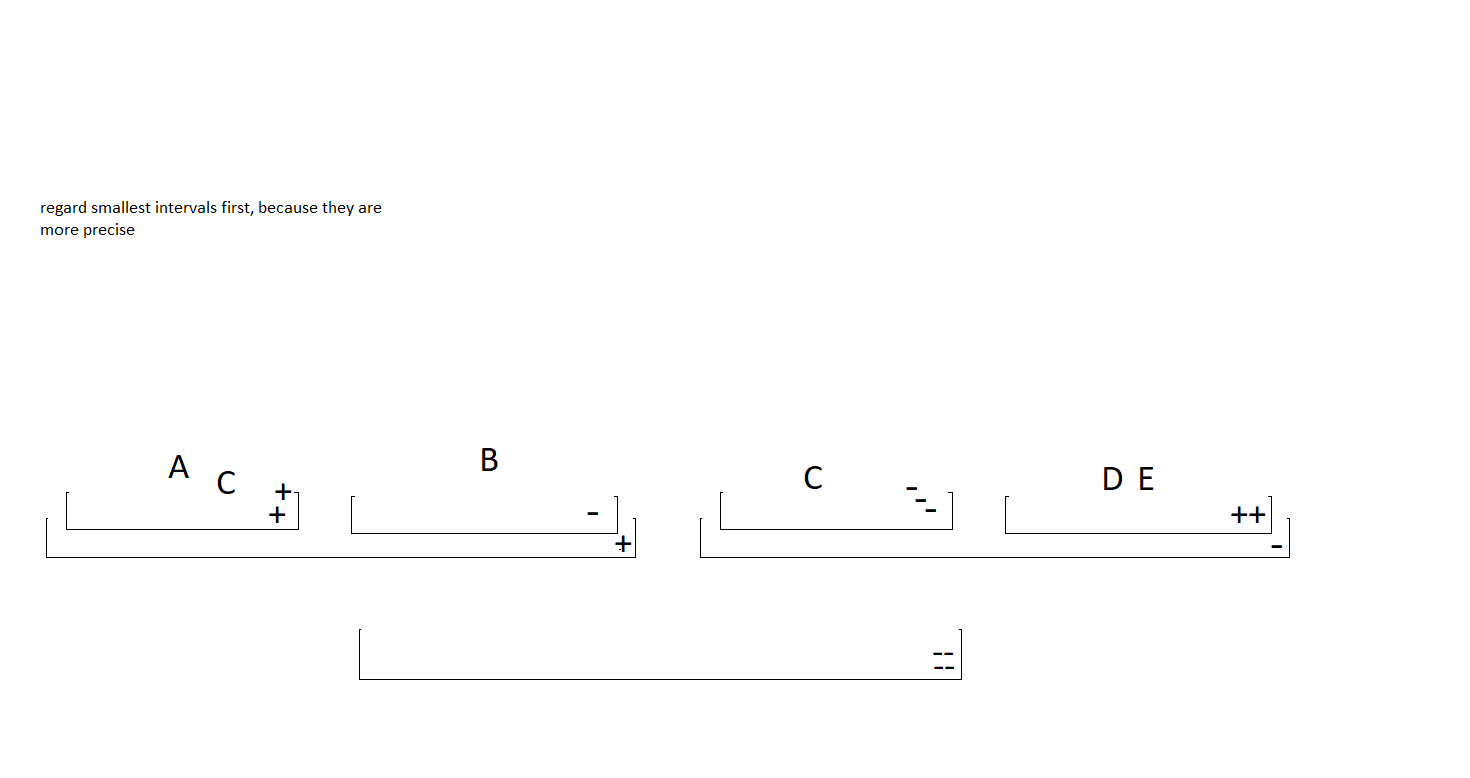 regard smallest intervals first, because they are
more precise
A C + +
B -
+
C - - -
D E ++
-
--
--